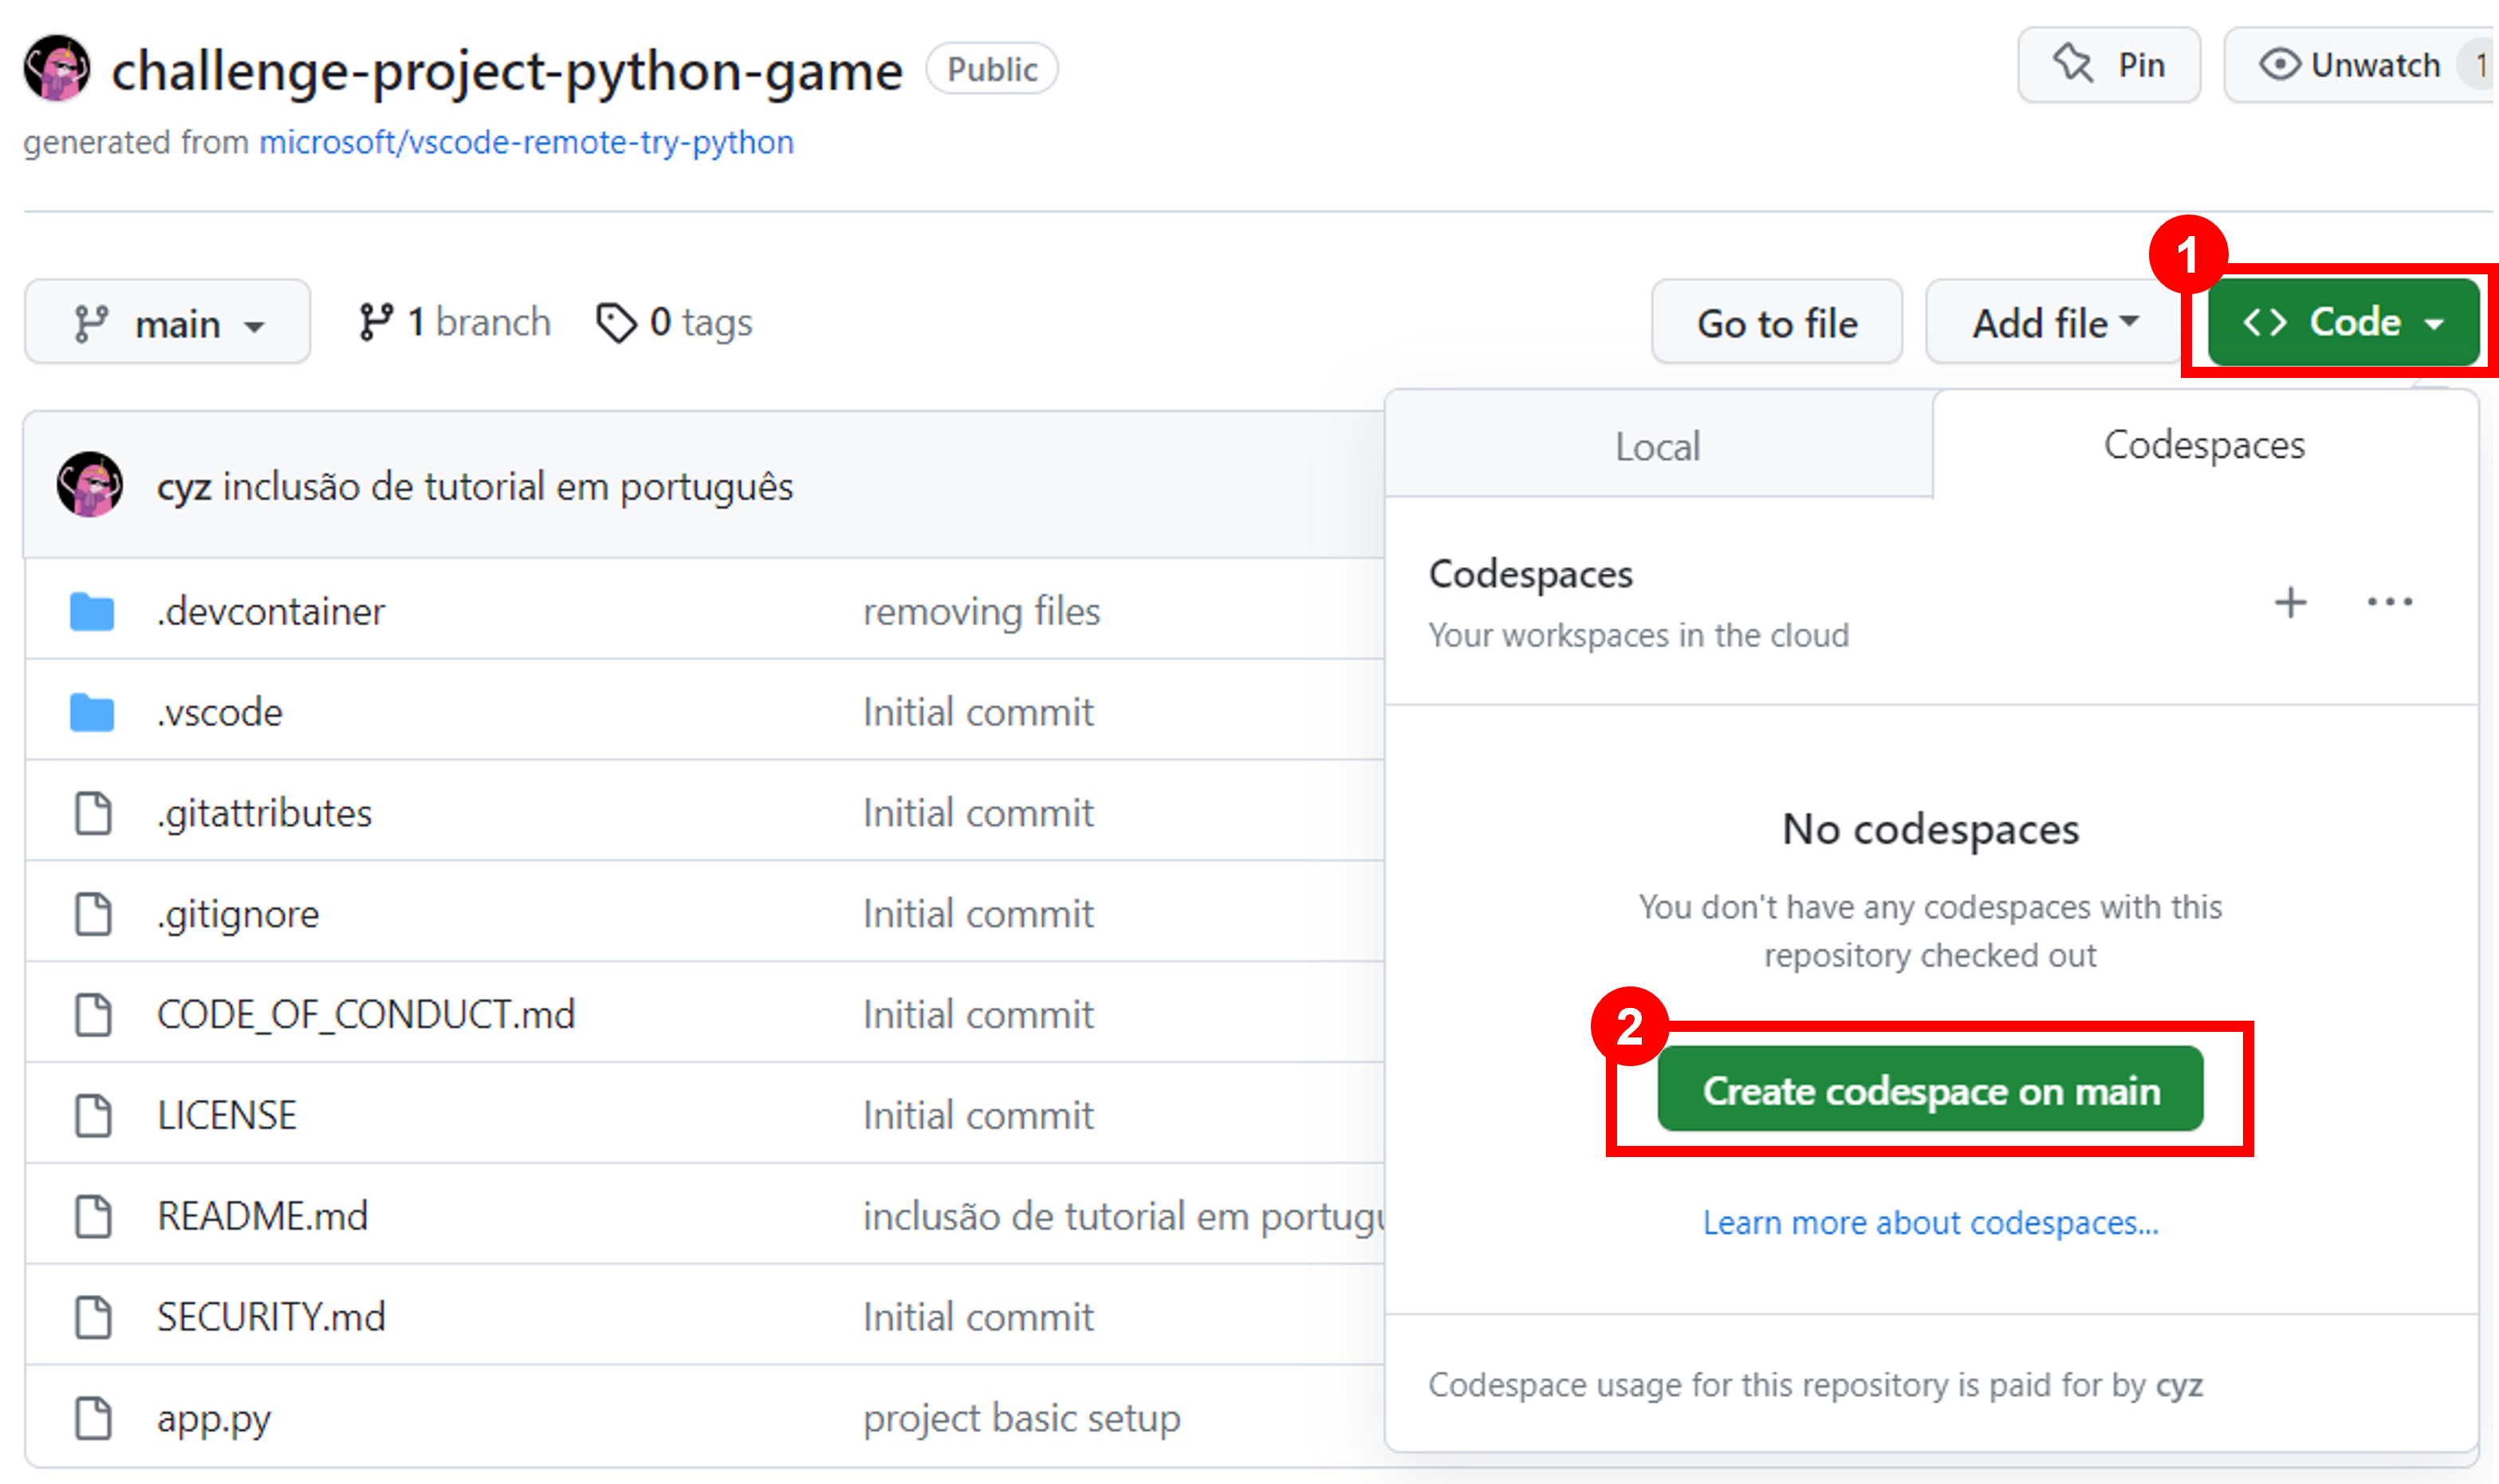 challenge-project-python-game Public
Pin
Unwatch 1
generated from microsoft/vscode-remote-try-python
main
1 branch
0 tags
Go to file
Add file
1
Code
Local
Codespaces
cyz inclusão de tutorial em português
Codespaces
Your workspaces in the cloud
.devcontainer removing files
.vscode Initial commit
.gitattributes Initial commit
.gitignore Initial commit
CODE_OF_CONDUCT.md Initial commit
LICENSE Initial commit
README.md inclusão de tutorial em portugu
SECURITY.md Initial commit
app.py project basic setup
No codespaces
You don't have any codespaces with this
repository checked out
2
Create codespace on main
Learn more about codespaces...
Codespace usage for this repository is paid for by cyz